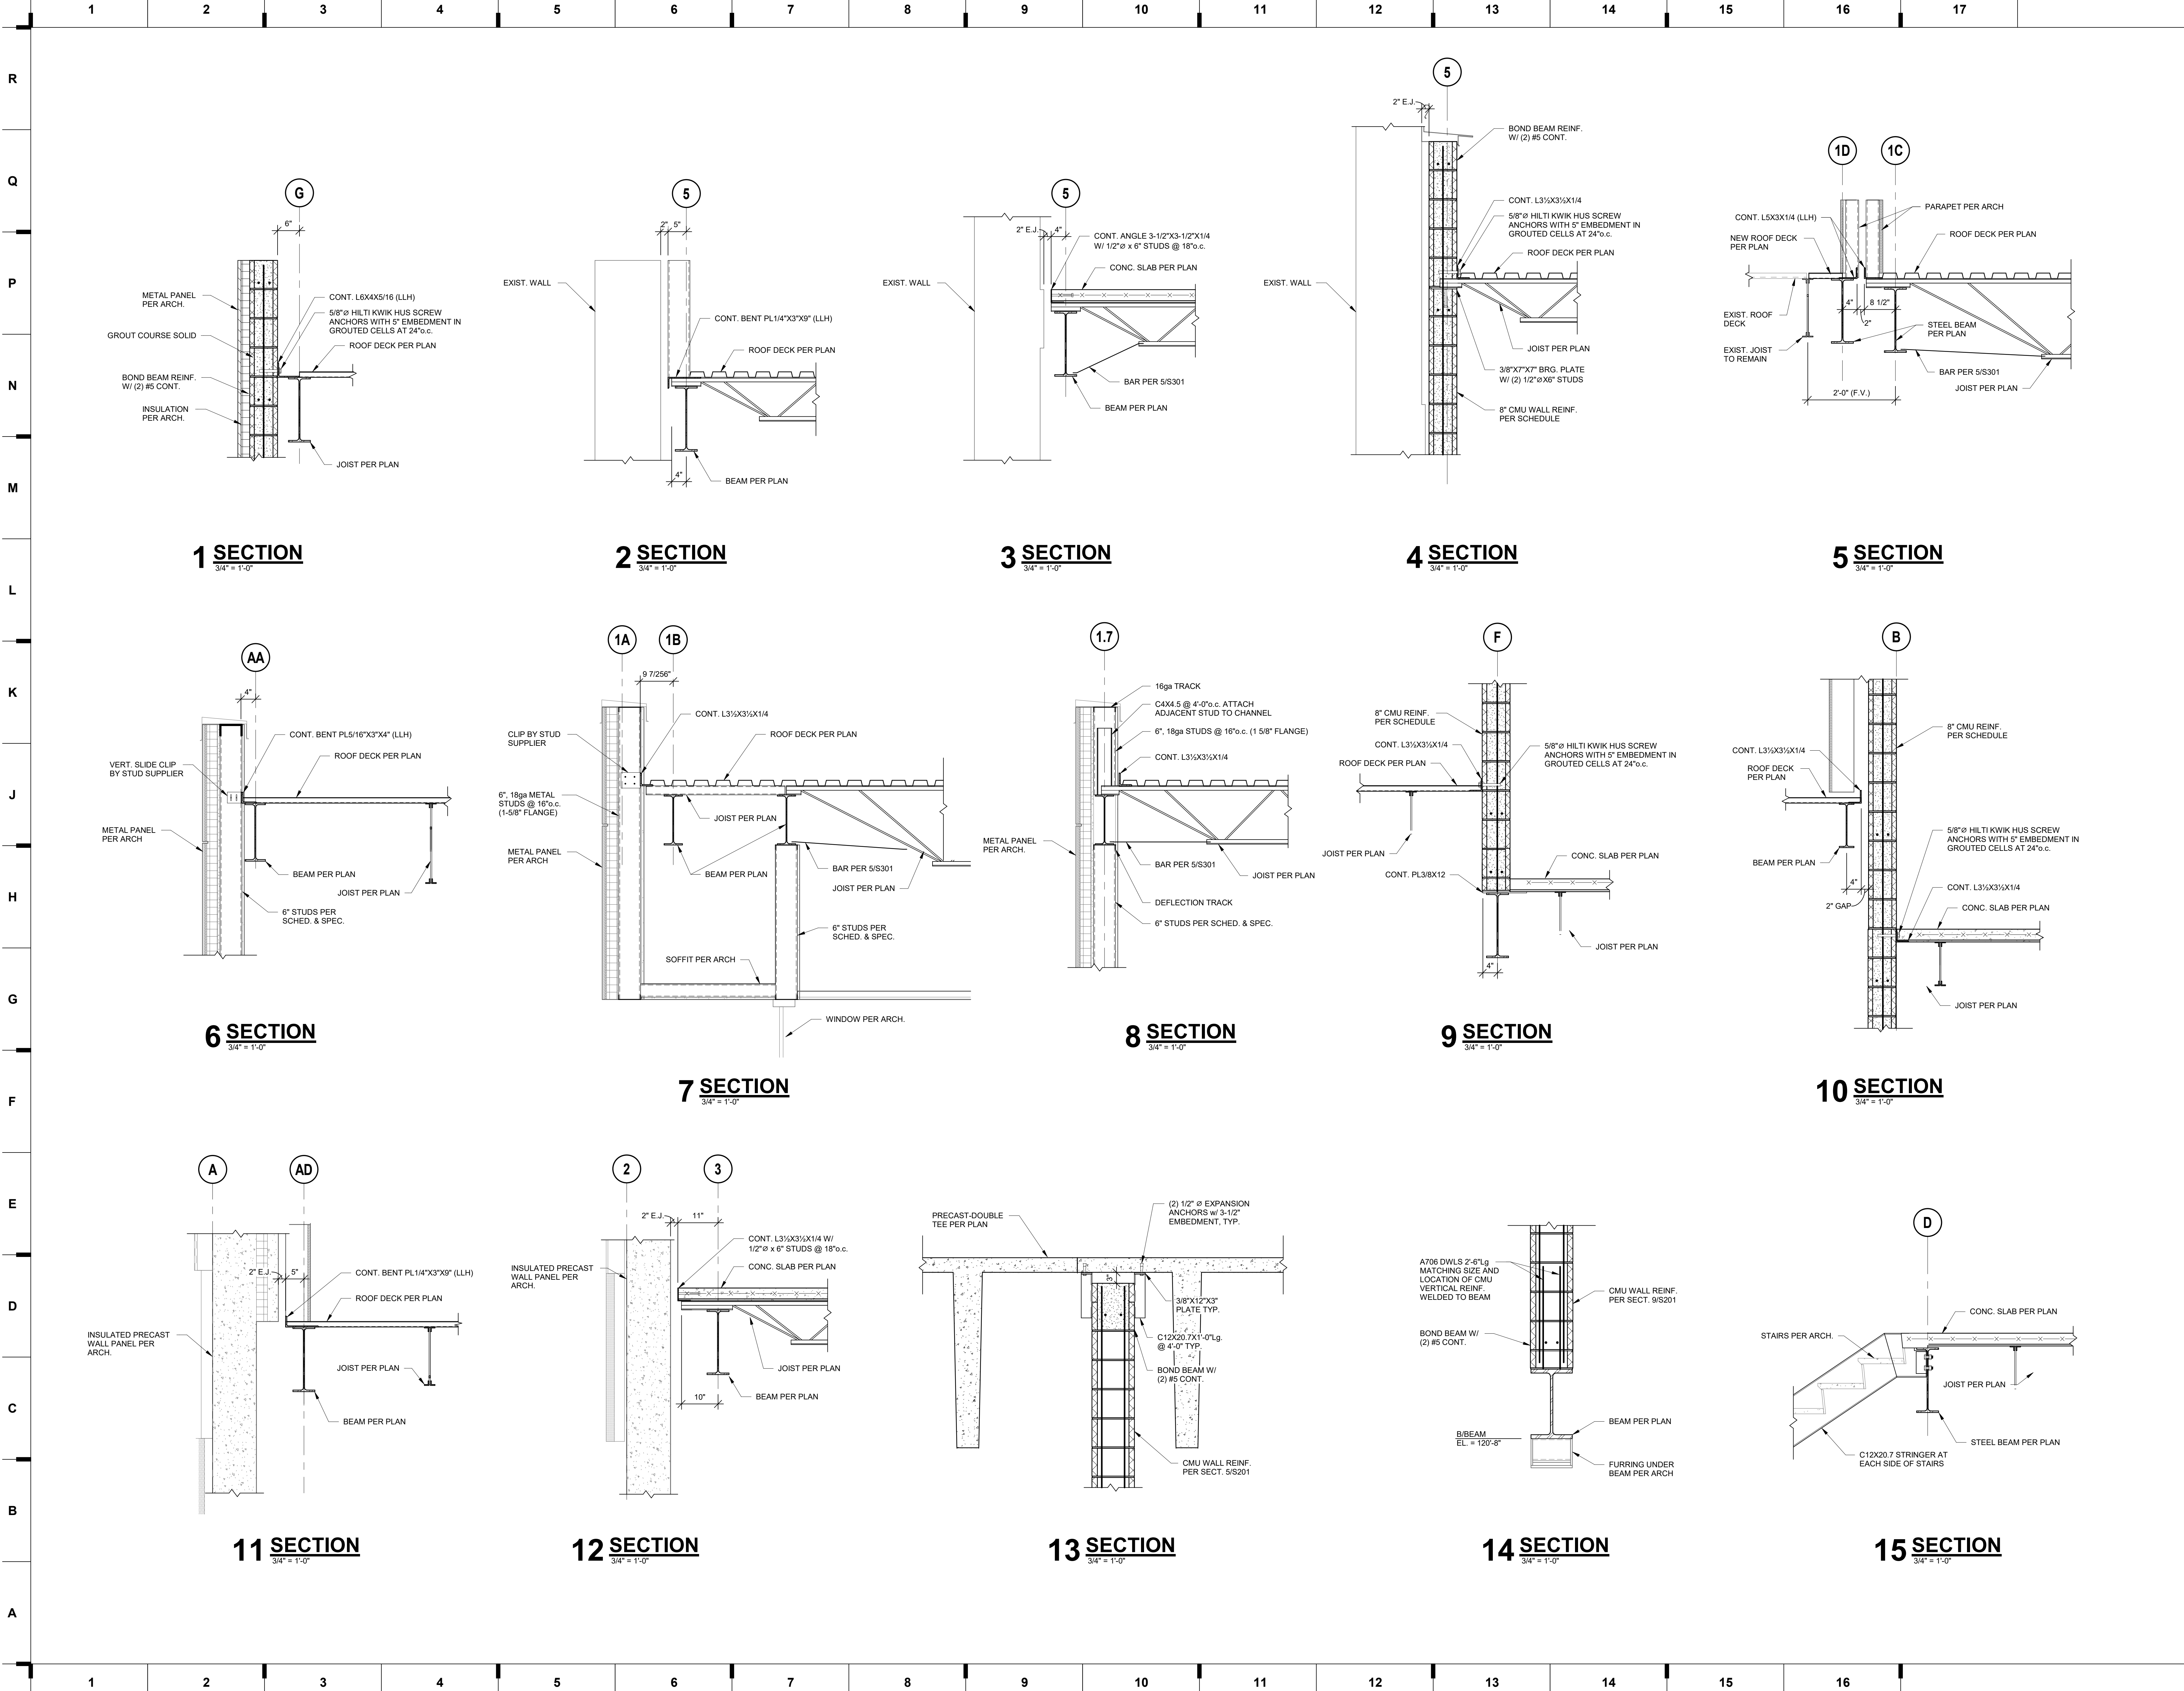 1 2 3 4 5 6 7 8 9 10 11 12 13 14 15 16 17
R
Q
P
N
M
L
K
J
H
G
F
E
D
C
B
A
G
6"
METAL PANEL
PER ARCH.
GROUT COURSE SOLID
BOND BEAM REINF.
W/ (2) #5 CONT.
INSULATION
PER ARCH.
CONT. L6X4X5/16 (LLH)
5/8"Ø HILTI KWIK HUS SCREW
ANCHORS WITH 5" EMBEDMENT IN
GROUTED CELLS AT 24"o.c.
ROOF DECK PER PLAN
JOIST PER PLAN
1 SECTION
3/4" = 1'-0"
5
2" 5"
EXIST. WALL
CONT. BENT PL1/4"X3"X9" (LLH)
ROOF DECK PER PLAN
4"
BEAM PER PLAN
2 SECTION
3/4" = 1'-0"
5
2" E.J. 4"
EXIST. WALL
CONT. ANGLE 3-1/2"X3-1/2"X1/4
W/ 1/2"Ø x 6" STUDS @ 18"o.c.
CONC. SLAB PER PLAN
BAR PER 5/S301
BEAM PER PLAN
3 SECTION
3/4" = 1'-0"
5
2" E.J.
BOND BEAM REINF.
W/ (2) #5 CONT.
CONT. L3½X3½X1/4
5/8"Ø HILTI KWIK HUS SCREW
ANCHORS WITH 5" EMBEDMENT IN
GROUTED CELLS AT 24"o.c.
ROOF DECK PER PLAN
EXIST. WALL
JOIST PER PLAN
3/8"X7"X7" BRG. PLATE
W/ (2) 1/2"ØX6" STUDS
8" CMU WALL REINF.
PER SCHEDULE
4 SECTION
3/4" = 1'-0"
1D 1C
CONT. L5X3X1/4 (LLH)
NEW ROOF DECK
PER PLAN
PARAPET PER ARCH
ROOF DECK PER PLAN
4" 8 1/2"
2"
EXIST. ROOF
DECK
STEEL BEAM
PER PLAN
EXIST. JOIST
TO REMAIN
BAR PER 5/S301
JOIST PER PLAN
2'-0" (F.V.)
5 SECTION
3/4" = 1'-0"
AA
4"
CONT. BENT PL5/16"X3"X4" (LLH)
ROOF DECK PER PLAN
VERT. SLIDE CLIP
BY STUD SUPPLIER
METAL PANEL
PER ARCH
BEAM PER PLAN
JOIST PER PLAN
6" STUDS PER
SCHED. & SPEC.
6 SECTION
3/4" = 1'-0"
1A 1B
9 7/256"
CONT. L3½X3½X1/4
CLIP BY STUD
SUPPLIER
ROOF DECK PER PLAN
6", 18ga METAL
STUDS @ 16"o.c.
(1-5/8" FLANGE)
JOIST PER PLAN
METAL PANEL
PER ARCH
BEAM PER PLAN
BAR PER 5/S301
JOIST PER PLAN
6" STUDS PER
SCHED. & SPEC.
SOFFIT PER ARCH
WINDOW PER ARCH.
7 SECTION
3/4" = 1'-0"
1.7
16ga TRACK
C4X4.5 @ 4'-0"o.c. ATTACH
ADJACENT STUD TO CHANNEL
6", 18ga STUDS @ 16"o.c. (1 5/8" FLANGE)
CONT. L3½X3½X1/4
METAL PANEL
PER ARCH.
BAR PER 5/S301
JOIST PER PLAN
DEFLECTION TRACK
6" STUDS PER SCHED. & SPEC.
8 SECTION
3/4" = 1'-0"
F
8" CMU REINF.
PER SCHEDULE
CONT. L3½X3½X1/4
ROOF DECK PER PLAN
5/8"Ø HILTI KWIK HUS SCREW
ANCHORS WITH 5" EMBEDMENT IN
GROUTED CELLS AT 24"o.c.
JOIST PER PLAN
CONC. SLAB PER PLAN
CONT. PL3/8X12
JOIST PER PLAN
4"
9 SECTION
3/4" = 1'-0"
B
8" CMU REINF.
PER SCHEDULE
CONT. L3½X3½X1/4
ROOF DECK
PER PLAN
BEAM PER PLAN
5/8"Ø HILTI KWIK HUS SCREW
ANCHORS WITH 5" EMBEDMENT IN
GROUTED CELLS AT 24"o.c.
4"
2" GAP
CONT. L3½X3½X1/4
CONC. SLAB PER PLAN
JOIST PER PLAN
10 SECTION
3/4" = 1'-0"
A AD
2" E.J. 5"
CONT. BENT PL1/4"X3"X9" (LLH)
ROOF DECK PER PLAN
INSULATED PRECAST
WALL PANEL PER
ARCH.
JOIST PER PLAN
BEAM PER PLAN
11 SECTION
3/4" = 1'-0"
2 3
2" E.J. 11"
CONT. L3½X3½X1/4 W/
1/2"Ø x 6" STUDS @ 18"o.c.
CONC. SLAB PER PLAN
INSULATED PRECAST
WALL PANEL PER
ARCH.
JOIST PER PLAN
10"
BEAM PER PLAN
12 SECTION
3/4" = 1'-0"
PRECAST-DOUBLE
TEE PER PLAN
(2) 1/2" Ø EXPANSION
ANCHORS w/ 3-1/2"
EMBEDMENT, TYP.
3"
3/8"X12"X3"
PLATE TYP.
C12X20.7X1'-0"Lg.
@ 4'-0" TYP.
BOND BEAM W/
(2) #5 CONT.
CMU WALL REINF.
PER SECT. 5/S201
13 SECTION
3/4" = 1'-0"
A706 DWLS 2'-6"Lg
MATCHING SIZE AND
LOCATION OF CMU
VERTICAL REINF.
WELDED TO BEAM
CMU WALL REINF.
PER SECT. 9/S201
BOND BEAM W/
(2) #5 CONT.
BEAM PER PLAN
B/BEAM
EL. = 120'-8"
FURRING UNDER
BEAM PER ARCH
14 SECTION
3/4" = 1'-0"
D
CONC. SLAB PER PLAN
STAIRS PER ARCH.
JOIST PER PLAN
STEEL BEAM PER PLAN
C12X20.7 STRINGER AT
EACH SIDE OF STAIRS
15 SECTION
3/4" = 1'-0"
1 2 3 4 5 6 7 8 9 10 11 12 13 14 15 16 17